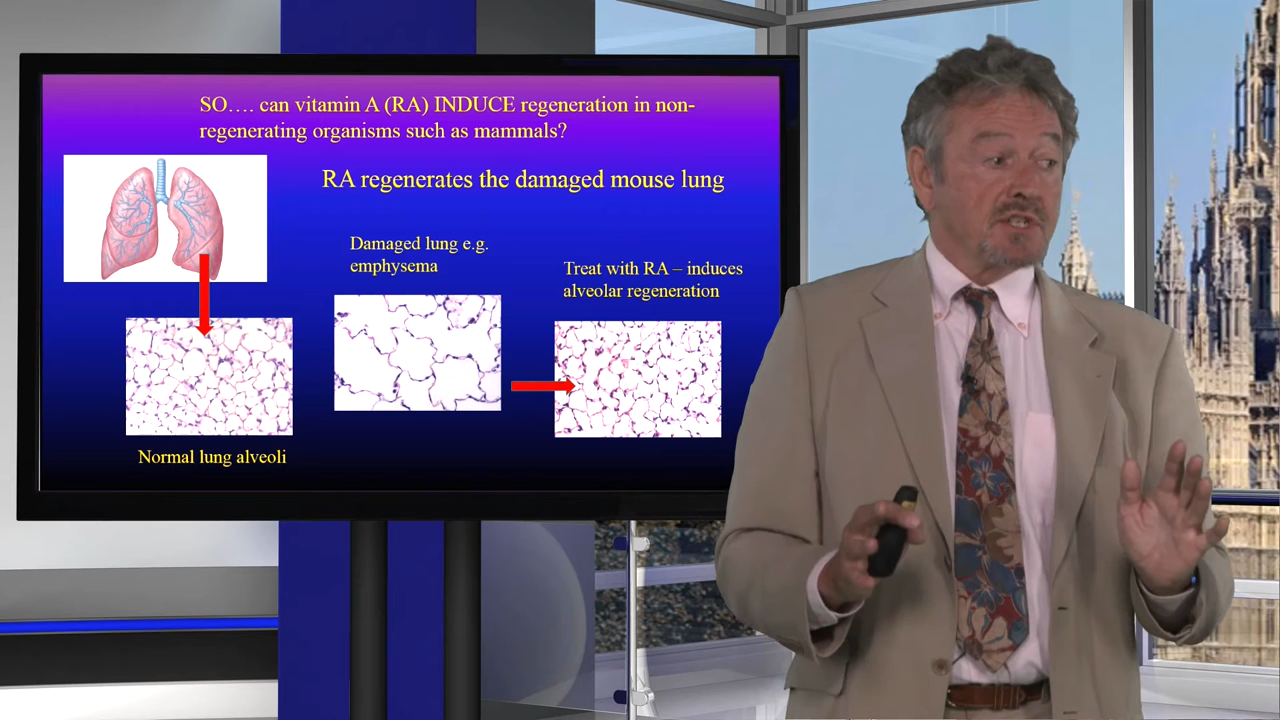 SO…. can vitamin A (RA) INDUCE regeneration in non-
regenerating organisms such as mammals?
RA regenerates the damaged mouse lung
Damaged lung e.g.
emphysema
Treat with RA – induces
alveolar regeneration
Normal lung alveoli